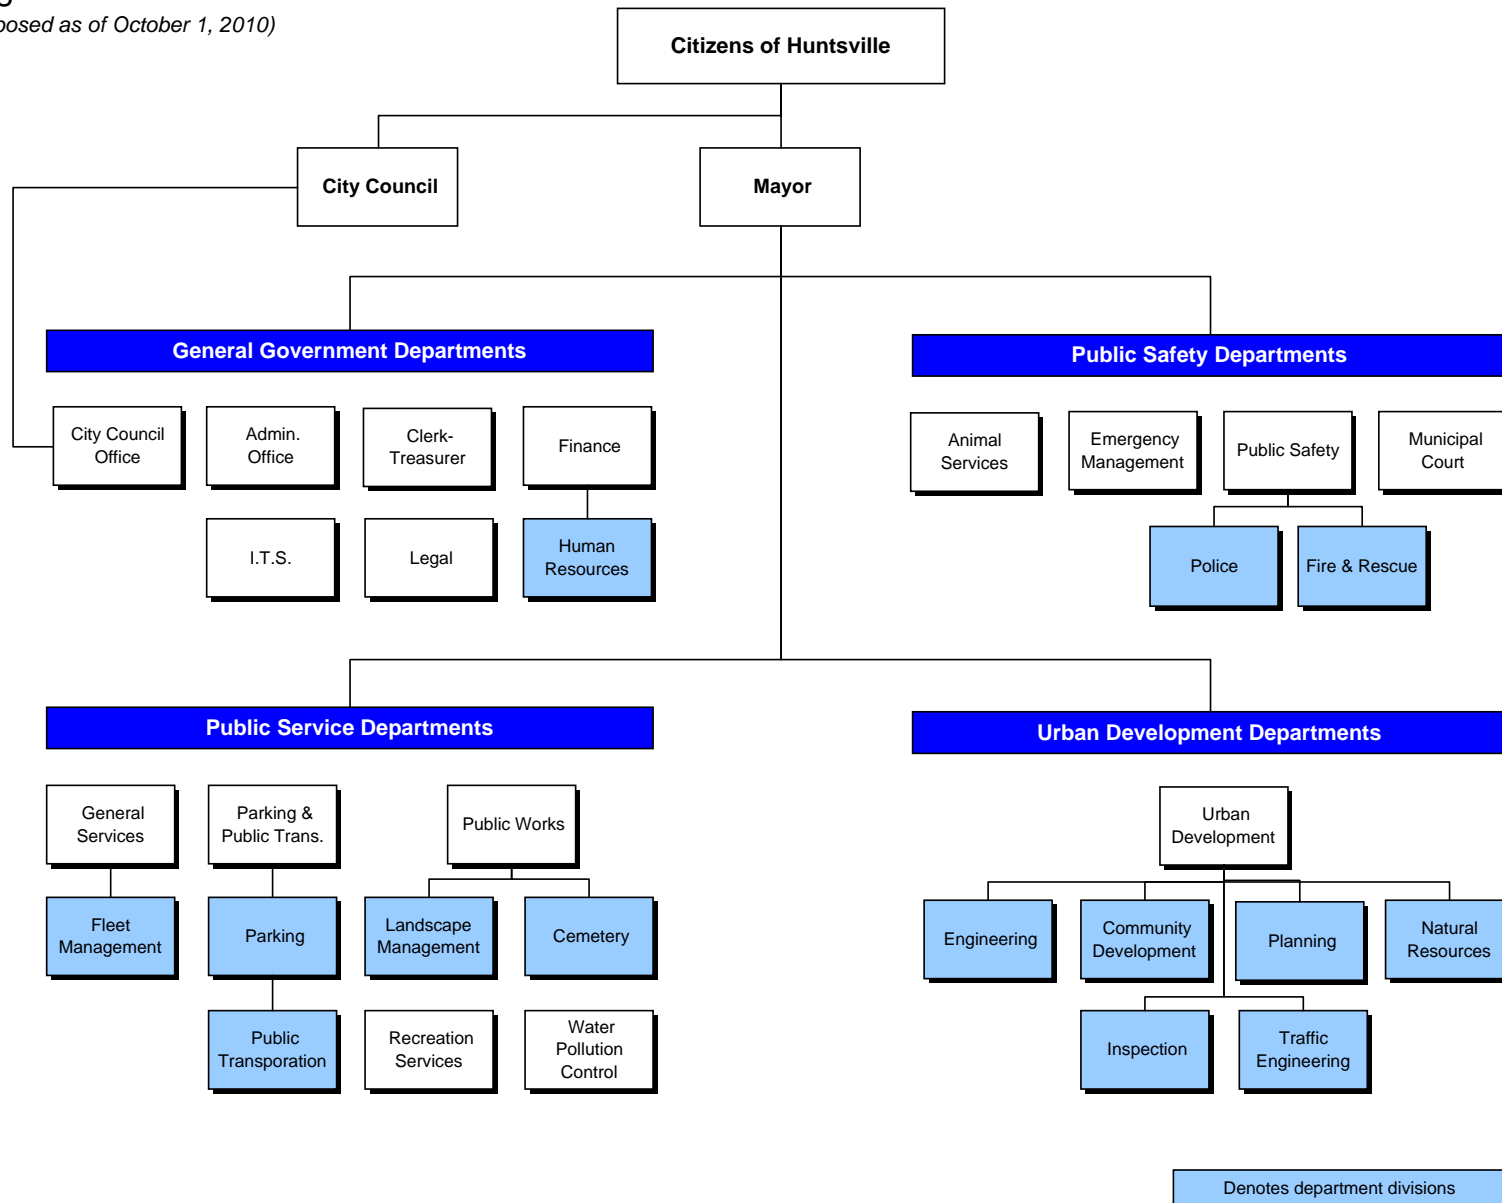 posed as of October 1, 2010)
Citizens of Huntsville
City Council
Mayor
General Government Departments
Public Safety Departments
City Council
Office
Admin.
Office
Clerk-
Treasurer
Finance
Animal
Services
Emergency
Management
Public Safety
Municipal
Court
I.T.S.
Legal
Human
Resources
Police
Fire & Rescue
Public Service Departments
Urban Development Departments
General
Services
Parking &
Public Trans.
Public Works
Urban
Development
Fleet
Management
Parking
Landscape
Management
Cemetery
Engineering
Community
Development
Planning
Natural
Resources
Public
Transporation
Recreation
Services
Water
Pollution
Control
Inspection
Traffic
Engineering
Denotes department divisions